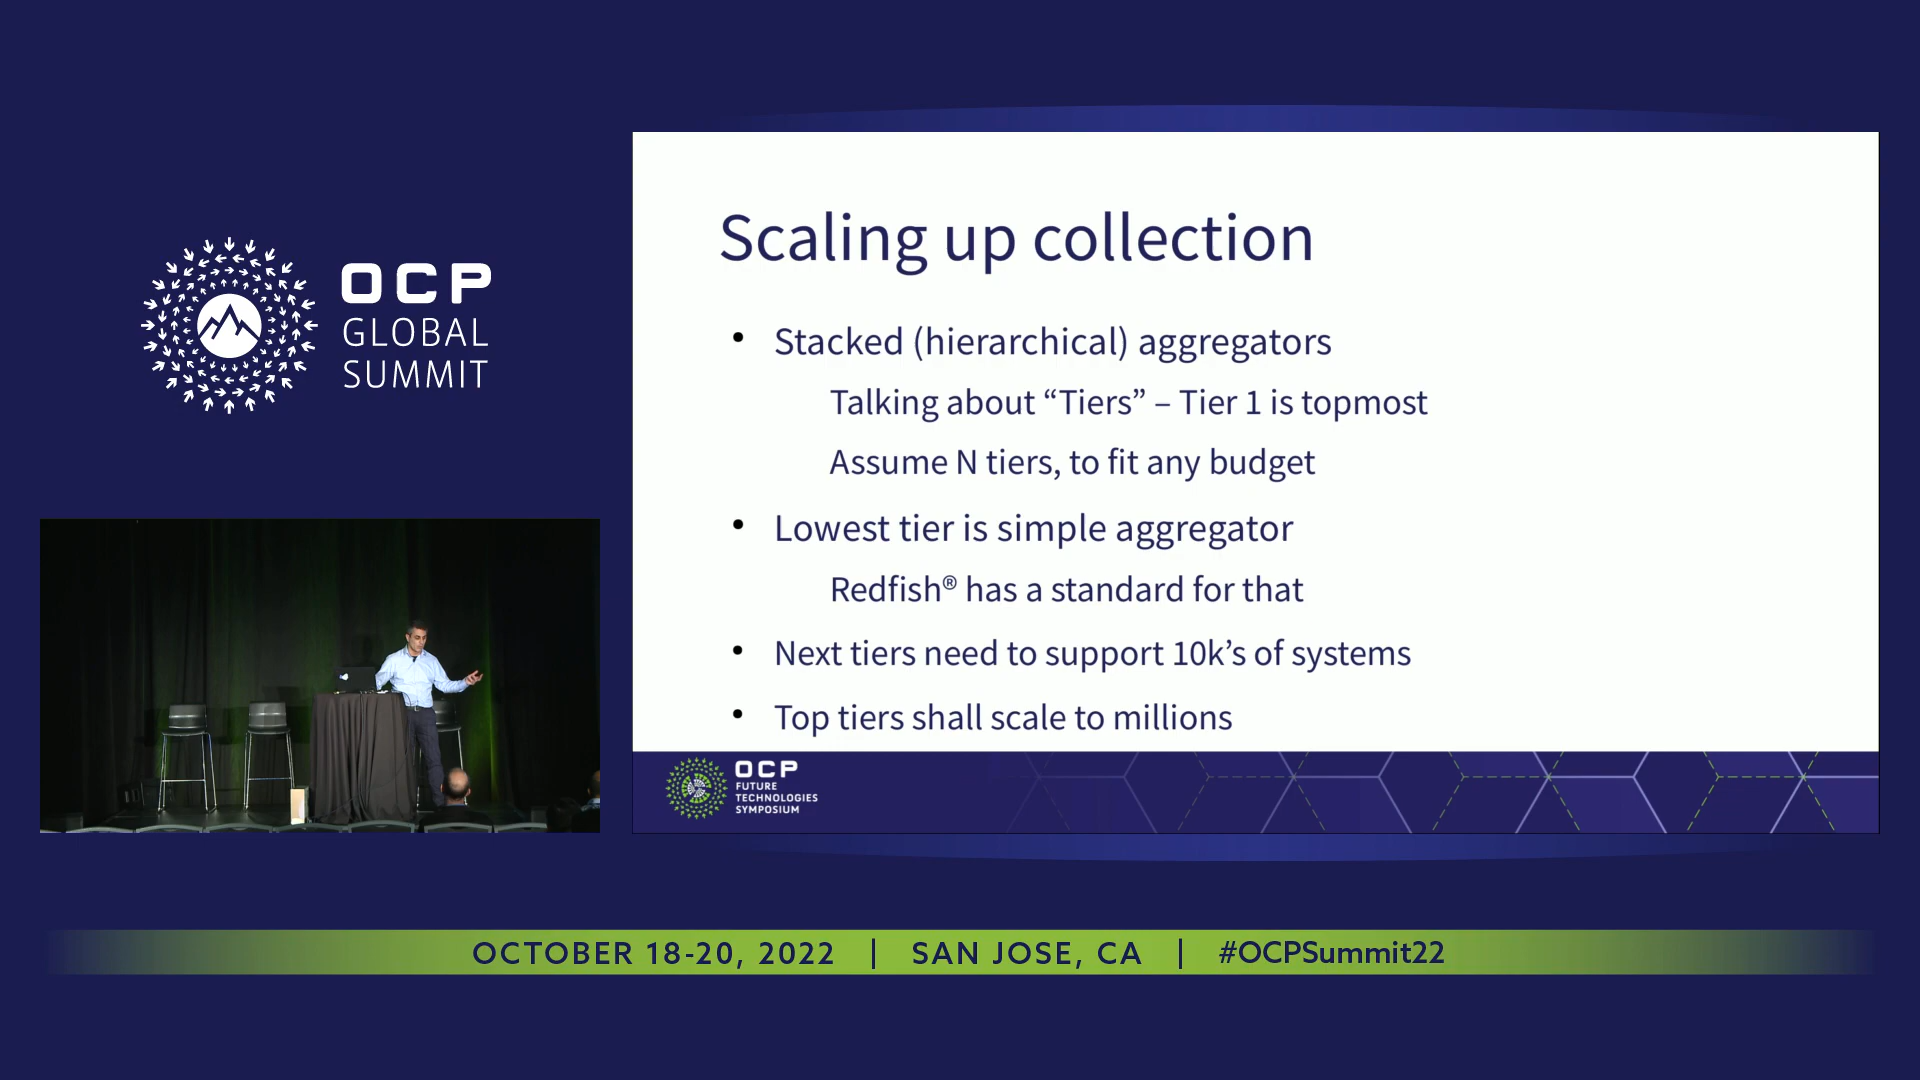 OCP
GLOBAL
SUMMIT
Scaling up collection
• Stacked (hierarchical) aggregators
Talking about “Tiers” – Tier 1 is topmost
Assume N tiers, to fit any budget
• Lowest tier is simple aggregator
Redfish® has a standard for that
• Next tiers need to support 10k’s of systems
• Top tiers shall scale to millions
OCP
FUTURE
TECHNOLOGIES
SYMPOSIUM
OCTOBER 18-20, 2022 | SAN JOSE, CA | #OCPSummit22